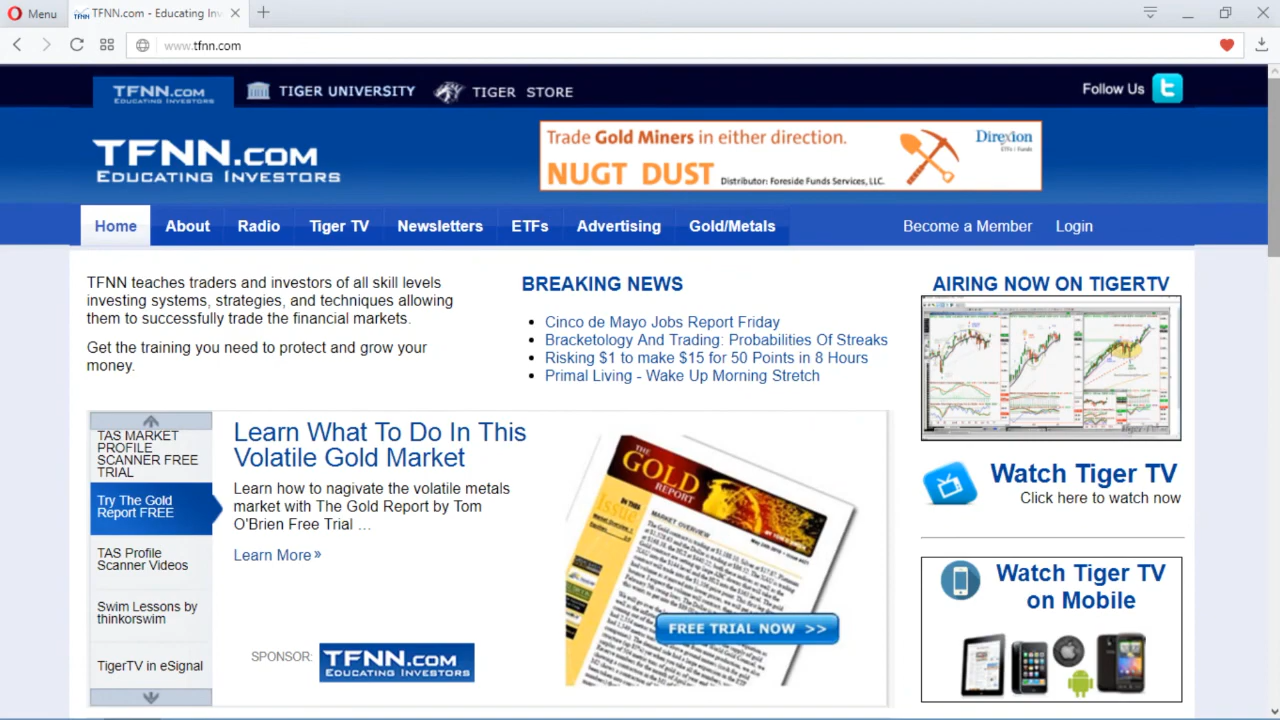 Menu
TFNN.com - Educating Inv
www.tfnn.com
TFNN.COM
EDUCATING INVESTORS
TIGER UNIVERSITY
TIGER STORE
Follow Us
TFNN.COM
EDUCATING INVESTORS
Trade Gold Miners in either direction.
NUGT DUST
Distributor: Foreside Funds Services, LLC.
Direxion
ETFs | Funds
Home
About
Radio
Tiger TV
Newsletters
ETFs
Advertising
Gold/Metals
Become a Member
Login
TFNN teaches traders and investors of all skill levels
investing systems, strategies, and techniques allowing
them to successfully trade the financial markets.
Get the training you need to protect and grow your
money.
BREAKING NEWS
Cinco de Mayo Jobs Report Friday
Bracketology And Trading: Probabilities Of Streaks
Risking $1 to make $15 for 50 Points in 8 Hours
Primal Living - Wake Up Morning Stretch
AIRING NOW ON TIGERTV
Watch Tiger TV
Click here to watch now
Watch Tiger TV
on Mobile
TAS MARKET
PROFILE
SCANNER FREE
TRIAL
Try The Gold
Report FREE
TAS Profile
Scanner Videos
Swim Lessons by
thinkorswim
TigerTV in eSignal
Learn What To Do In This
Volatile Gold Market
Learn how to nagivate the volatile metals
market with The Gold Report by Tom
O'Brien Free Trial ...
Learn More »
SPONSOR:
TFNN.COM
EDUCATING INVESTORS
THE
GOLD
REPORT
Issue
IN THIS
MARKET OVERVIEW
FREE TRIAL NOW >>